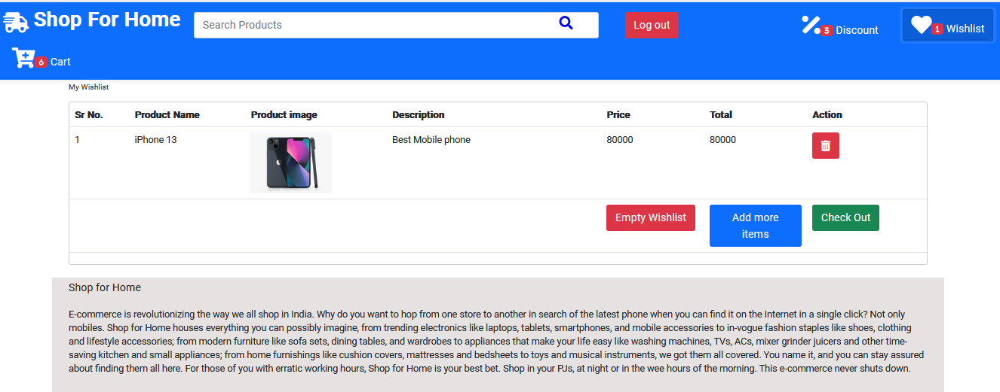 Shop For Home
Search Products
Log out
3 Discount
1 Wishlist
6 Cart
My Wishlist
Sr No. Product Name Product image Description Price Total Action
1 iPhone 13 Best Mobile phone 80000 80000
Empty Wishlist Add more Check Out
items
Shop for Home
E-commerce is revolutionizing the way we all shop in India. Why do you want to hop from one store to another in search of the latest phone when you can find it on the Internet in a single click? Not only
mobiles. Shop for Home houses everything you can possibly imagine, from trending electronics like laptops, tablets, smartphones, and mobile accessories to in-vogue fashion staples like shoes, clothing
and lifestyle accessories; from modern furniture like sofa sets, dining tables, and wardrobes to appliances that make your life easy like washing machines, TVs, ACs, mixer grinder juicers and other time-
saving kitchen and small appliances; from home furnishings like cushion covers, mattresses and bedsheets to toys and musical instruments, we got them all covered. You name it, and you can stay assured
about finding them all here. For those of you with erratic working hours, Shop for Home is your best bet. Shop in your PJs, at night or in the wee hours of the morning. This e-commerce never shuts down.